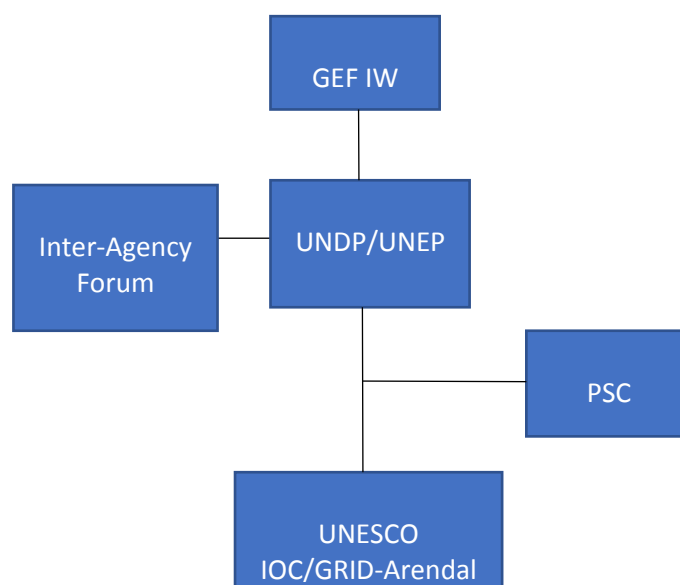 GEF IW
Inter-Agency
Forum
UNDP/UNEP
PSC
UNESCO
IOC/GRID-Arendal